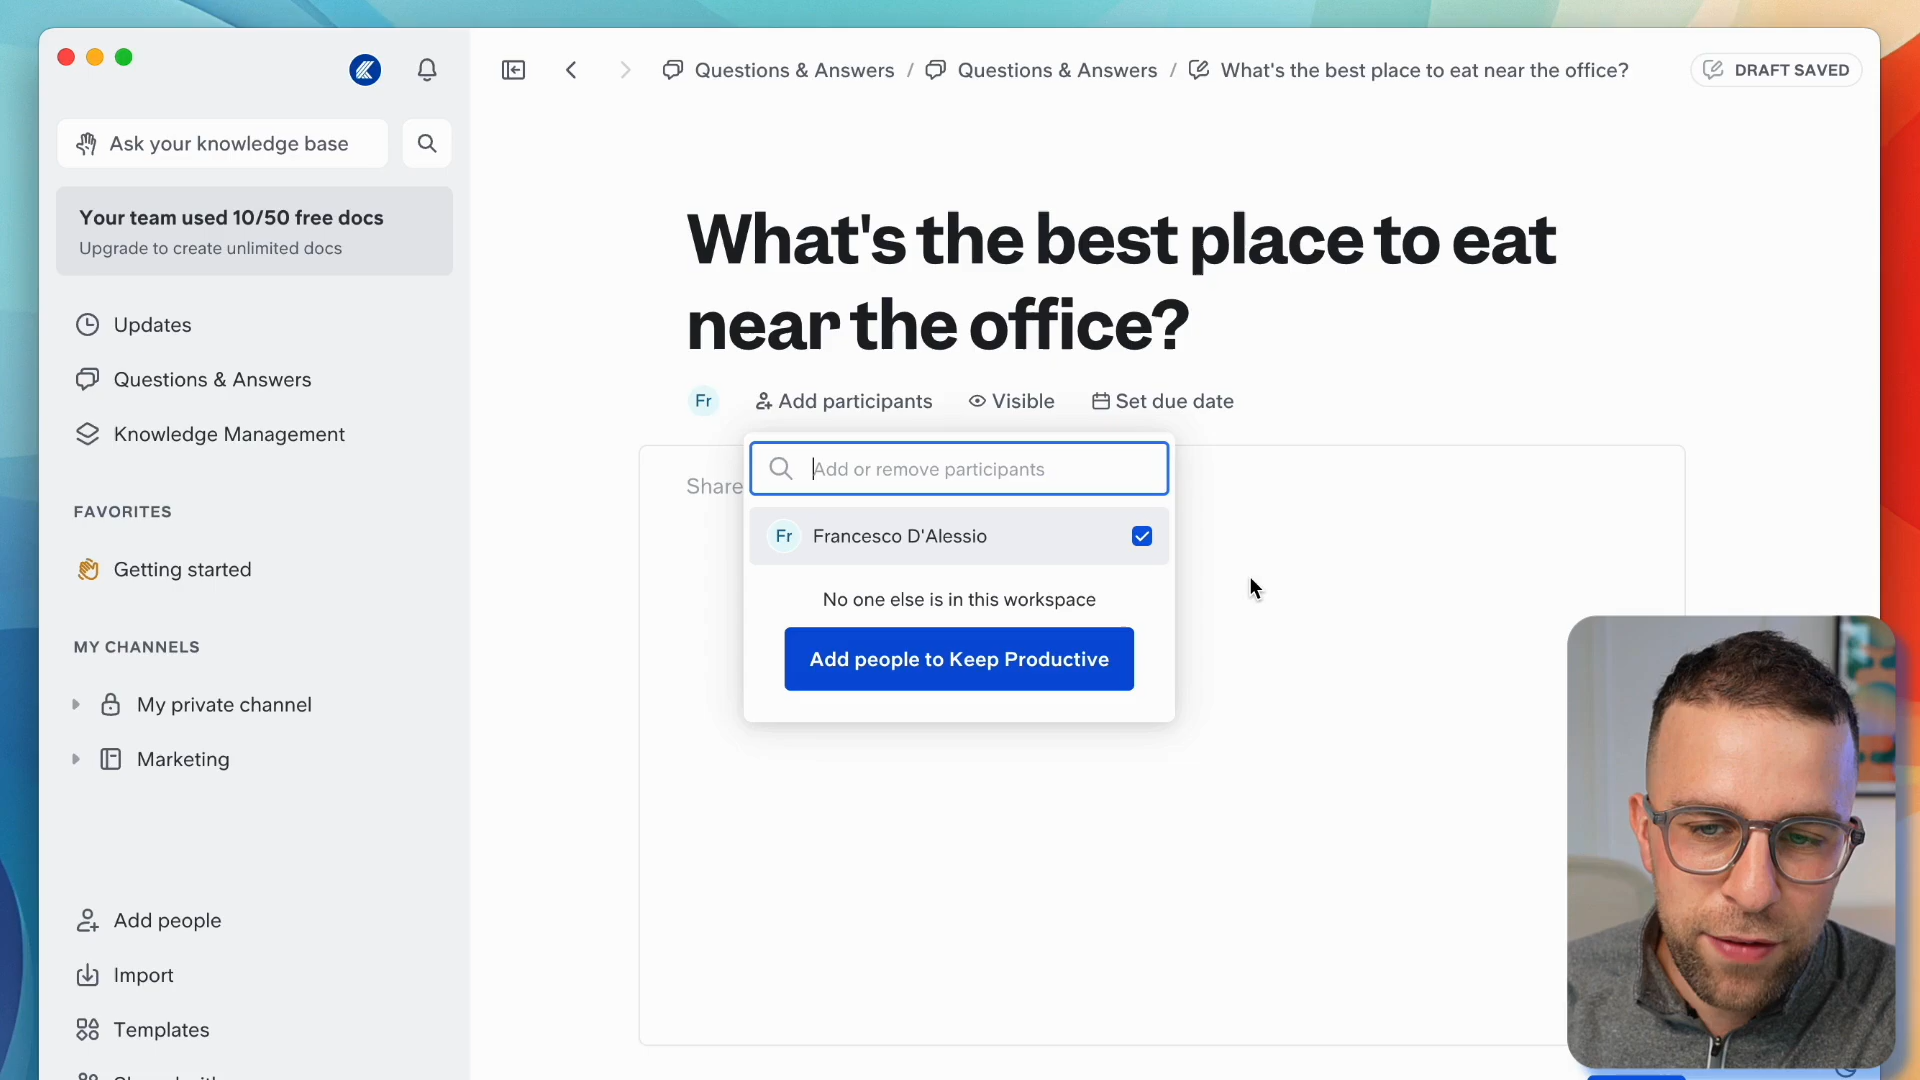 Questions & Answers / Questions & Answers / What's the best place to eat near the office?
DRAFT SAVED
Ask your knowledge base
Your team used 10/50 free docs
Upgrade to create unlimited docs
Updates
Questions & Answers
Knowledge Management
FAVORITES
Getting started
MY CHANNELS
My private channel
Marketing
Add people
Import
Templates
What's the best place to eat
near the office?
Fr Add participants Visible Set due date
Share
Add or remove participants
Fr Francesco D'Alessio
No one else is in this workspace
Add people to Keep Productive